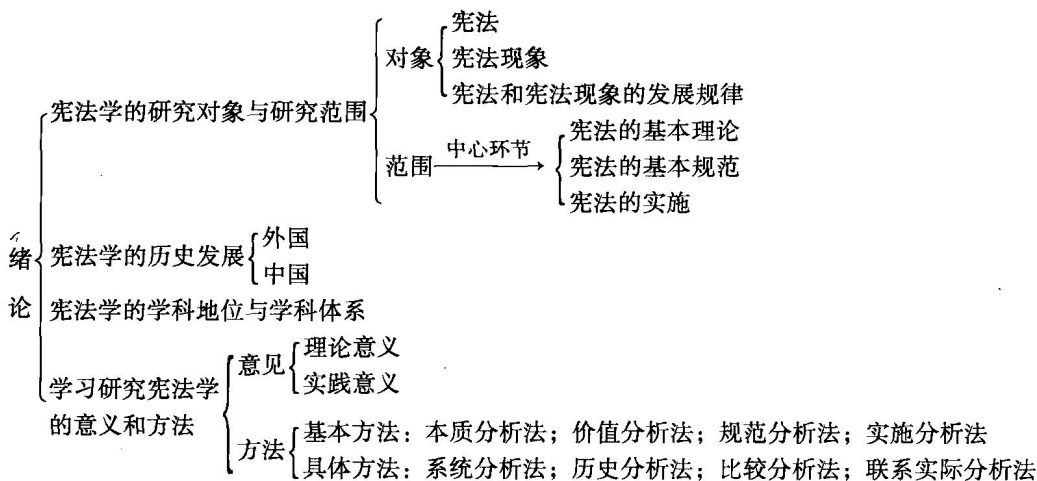 绪论
宪法学的研究对象与研究范围
对象
宪法
宪法现象
宪法和宪法现象的发展规律
范围
中心环节
宪法的基本理论
宪法的基本规范
宪法的实施
宪法学的历史发展
外国
中国
宪法学的学科地位与学科体系
学习研究宪法学
的意义和方法
意见
理论意义
实践意义
方法
基本方法：本质分析法；价值分析法；规范分析法；实施分析法
具体方法：系统分析法；历史分析法；比较分析法；联系实际分析法